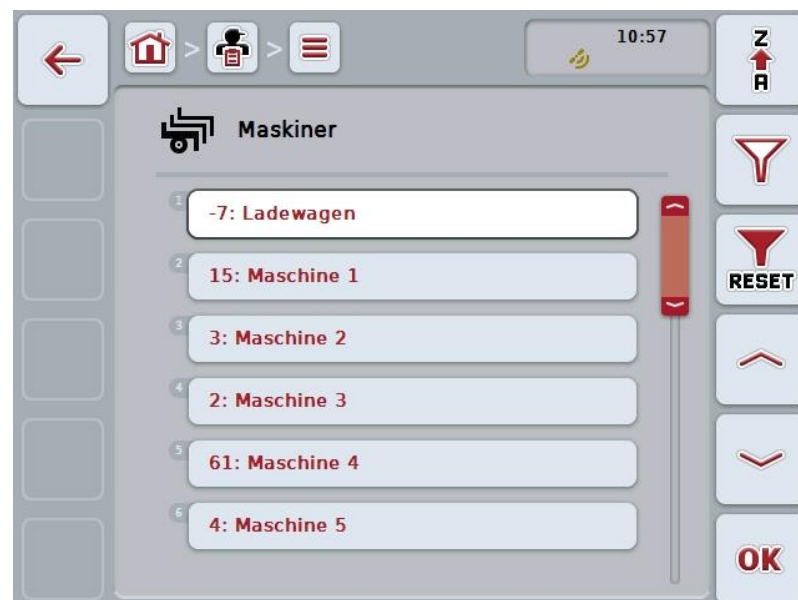 10:57
Z
A
Maskiner
1
-7: Ladewagen
2
15: Maschine 1
RESET
3
3: Maschine 2
4
2: Maschine 3
5
61: Maschine 4
6
4: Maschine 5
OK